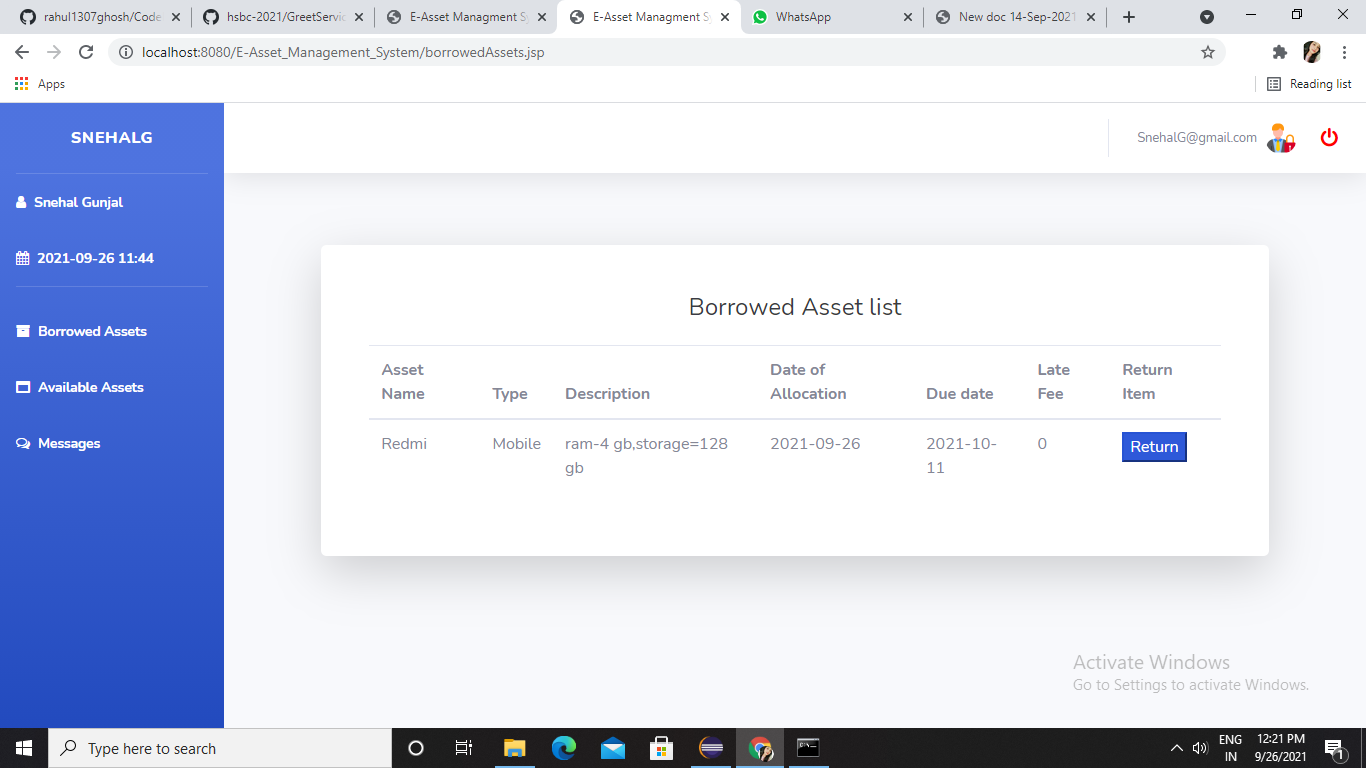 rahul1307ghosh/Code
hsbc-2021/GreetServic
E-Asset Managment S
E-Asset Managment S
WhatsApp
New doc 14-Sep-2021
localhost:8080/E-Asset_Management_System/borrowedAssets.jsp
Apps
Reading list
SNEHALG
SnehalG@gmail.com
Snehal Gunjal
2021-09-26 11:44
Borrowed Assets
Available Assets
Messages
Borrowed Asset list
Asset Name
Type
Description
Date of Allocation
Due date
Late Fee
Return Item
Redmi
Mobile
ram-4 gb,storage=128
gb
2021-09-26
2021-10-
11
0
Return
Activate Windows
Go to Settings to activate Windows.
Type here to search
ENG
IN
12:21 PM
9/26/2021
1